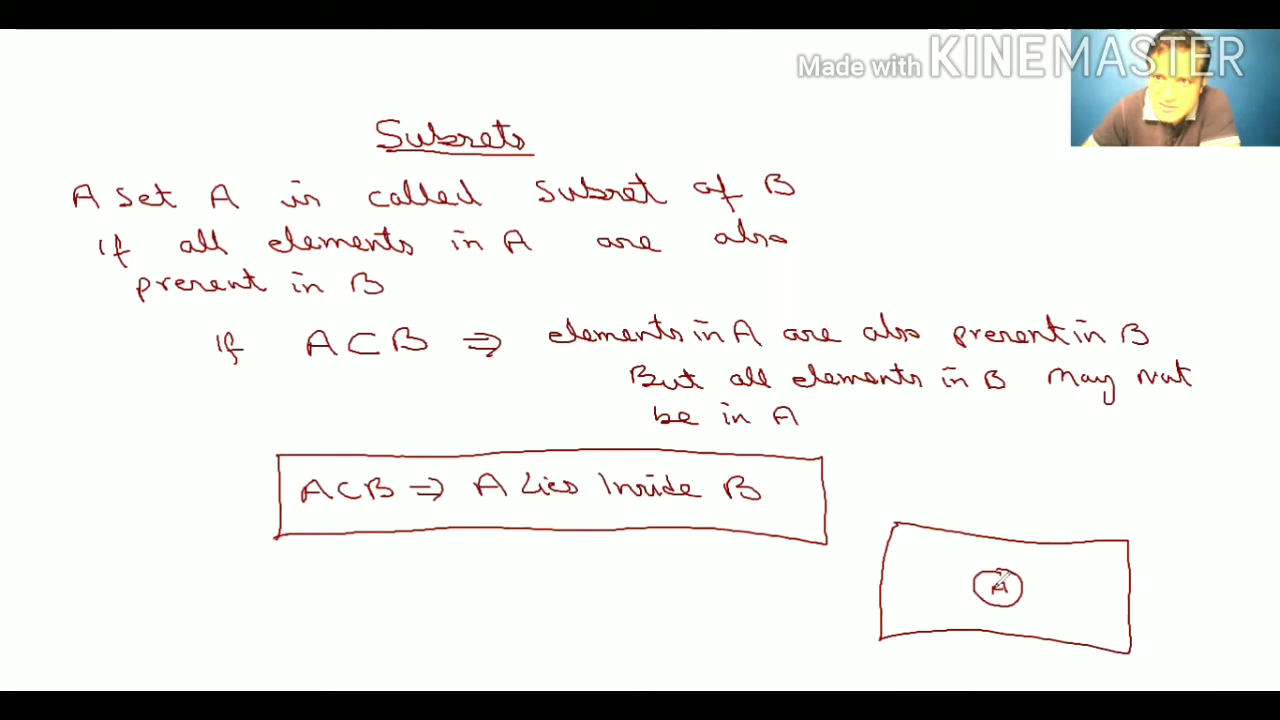 Made with KINEMASTER
Subsets
A set A is called subset of B
if all elements in A are also
present in B
If A ⊂ B ⇒ elements in A are also present in B
But all elements in B may not
be in A
A ⊂ B ⇒ A Lies Inside B
A